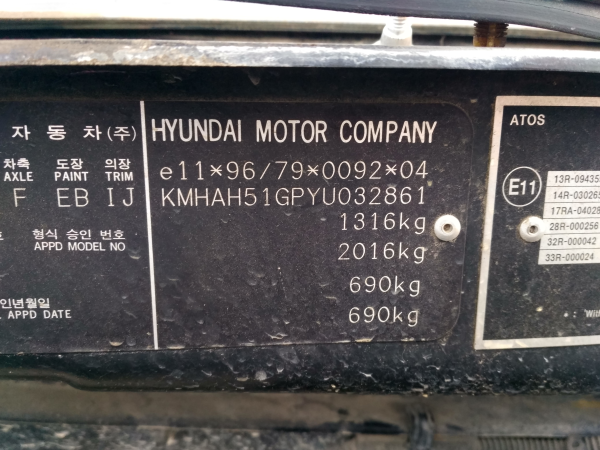 자동차(주)
차축 도장 의장
AXLE PAINT TRIM
F EB IJ
형식 승인 번호
APPD MODEL NO
인년월일
APPD DATE
HYUNDAI MOTOR COMPANY
e11*96/79*0092*04
KMHAH51GPYU032861
1316kg
2016kg
690kg
690kg
ATOS
E11
13R-09435
14R-03026
17RA-0402
28R-000256
32R-000042
33R-000024
With